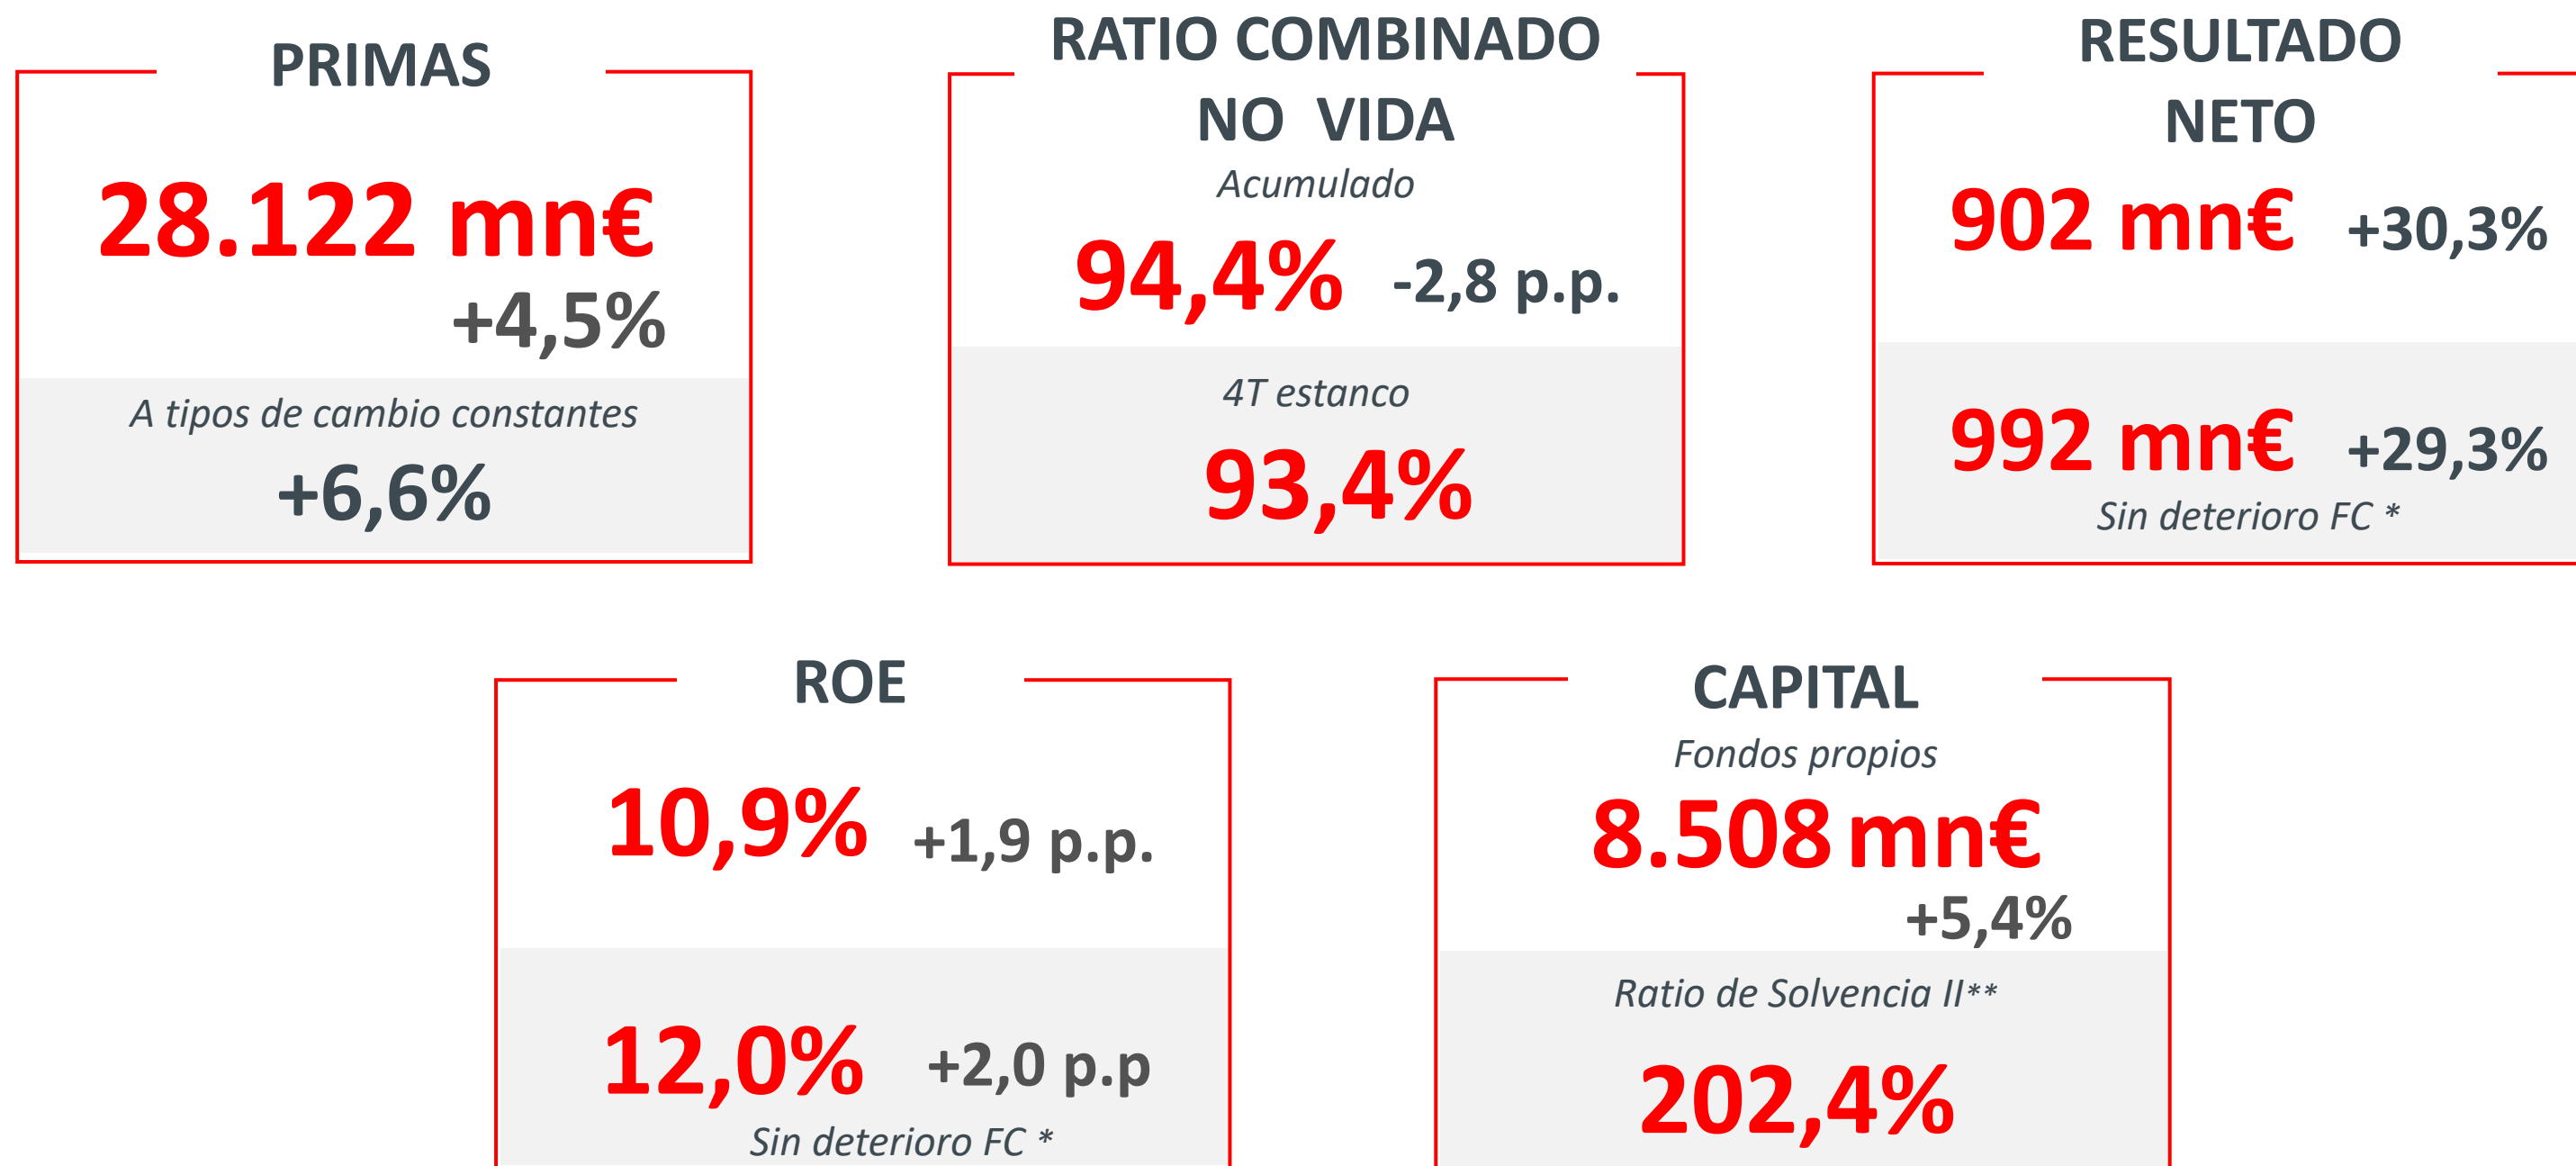 PRIMAS
28.122 mn€
+4,5%
A tipos de cambio constantes
+6,6%
RATIO COMBINADO
NO VIDA
Acumulado
94,4% -2,8 p.p.
4T estanco
93,4%
RESULTADO
NETO
902 mn€ +30,3%
992 mn€ +29,3%
Sin deterioro FC *
ROE
10,9% +1,9 p.p.
12,0% +2,0 p.p
Sin deterioro FC *
CAPITAL
Fondos propios
8.508 mn€
+5,4%
Ratio de Solvencia II**
202,4%